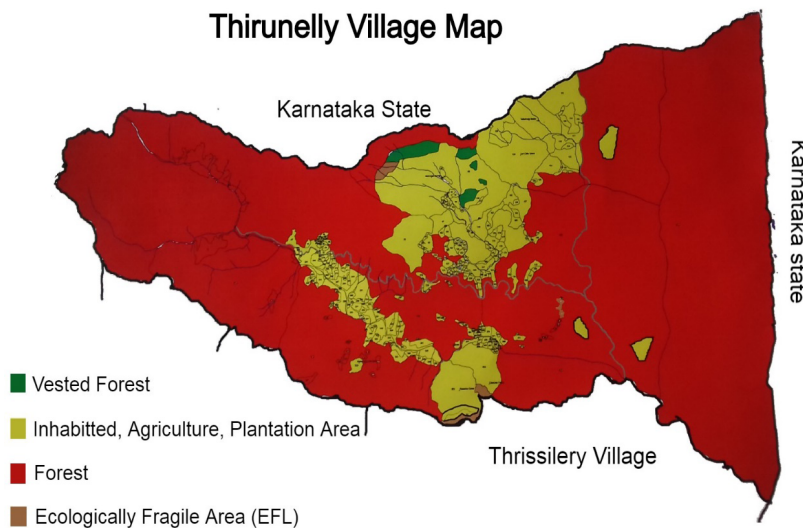 Thirunelly Village Map
Karnataka State
Karnataka state
Vested Forest
Inhabitted, Agriculture, Plantation Area
Forest
Thrissilery Village
Ecologically Fragile Area (EFL)